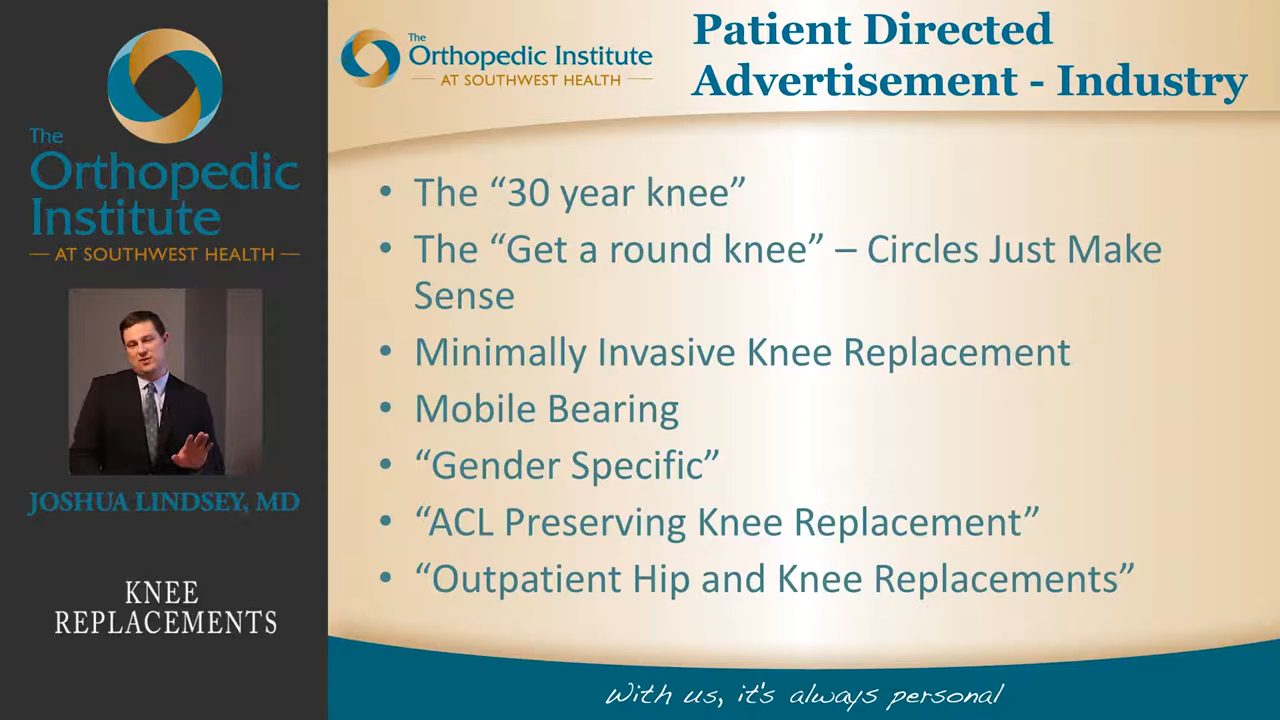 The
Orthopedic
Institute
— AT SOUTHWEST HEALTH —
JOSHUA LINDSEY, MD
KNEE
REPLACEMENTS
The
Orthopedic Institute
— AT SOUTHWEST HEALTH —
Patient Directed
Advertisement - Industry
• The “30 year knee”
• The “Get a round knee” – Circles Just Make
Sense
• Minimally Invasive Knee Replacement
• Mobile Bearing
• “Gender Specific”
• “ACL Preserving Knee Replacement”
• “Outpatient Hip and Knee Replacements”
With us, it's always personal